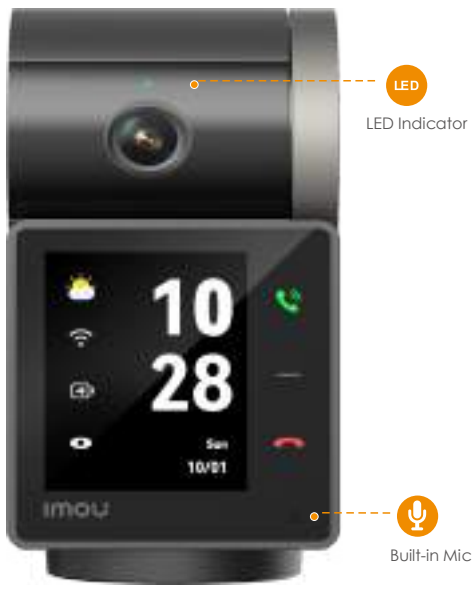 LED
LED Indicator
10
28
Sun
10/01
imou
Built-in Mic